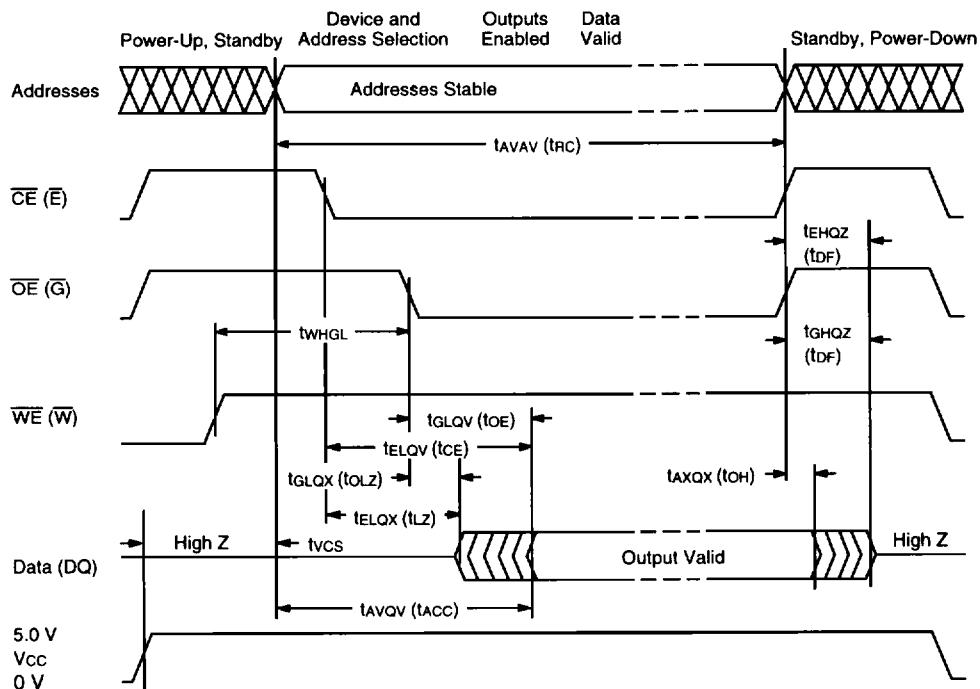 Power-Up, Standby
Device and
Address Selection
Outputs
Enabled
Data
Valid
Standby, Power-Down
Addresses
Addresses Stable
tAVAV (tRC)
CE (E)
tEHQZ
(tDF)
OE (G)
tWHGL
tGHQZ
(tDF)
WE (W)
tGLQV (tOE)
tELQV (tCE)
tGLQX (tOLZ)
tAXQX (tOH)
tELQX (tLZ)
High Z
tVCS
High Z
Data (DQ)
Output Valid
tAVQV (tACC)
5.0 V
VCC
0 V